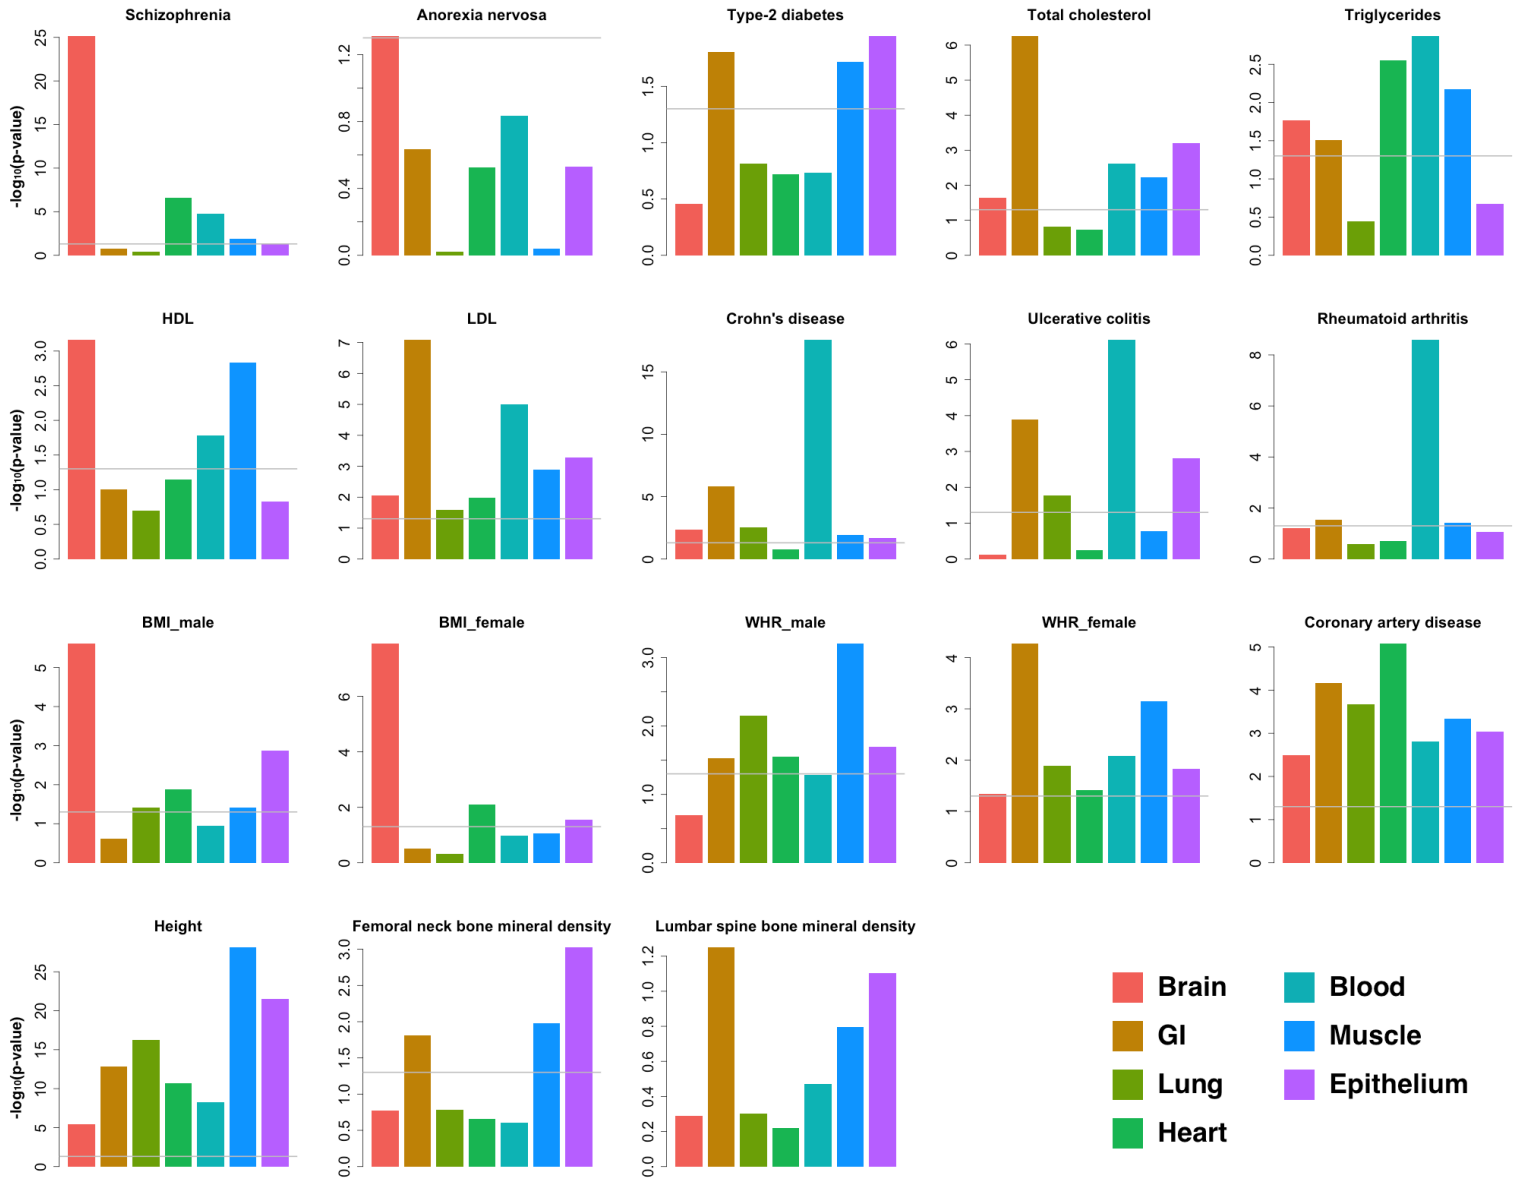 Schizophrenia
-log10(p-value)
0 5 10 15 20 25
Anorexia nervosa
0.0 0.4 0.8 1.2
Type-2 diabetes
0.0 0.5 1.0 1.5
Total cholesterol
0 1 2 3 4 5 6
Triglycerides
0.0 0.5 1.0 1.5 2.0 2.5
HDL
-log10(p-value)
0.0 0.5 1.0 1.5 2.0 2.5 3.0
LDL
0 1 2 3 4 5 6 7
Crohn's disease
0 5 10 15
Ulcerative colitis
0 1 2 3 4 5 6
Rheumatoid arthritis
0 2 4 6 8
BMI_male
-log10(p-value)
0 1 2 3 4 5
BMI_female
0 2 4 6
WHR_male
0.0 1.0 2.0 3.0
WHR_female
0 1 2 3 4
Coronary artery disease
0 1 2 3 4 5
Height
-log10(p-value)
0 5 10 15 20 25
Femoral neck bone mineral density
0.0 0.5 1.0 1.5 2.0 2.5 3.0
Lumbar spine bone mineral density
0.0 0.2 0.4 0.6 0.8 1.0 1.2
Brain
GI
Lung
Heart
Blood
Muscle
Epithelium